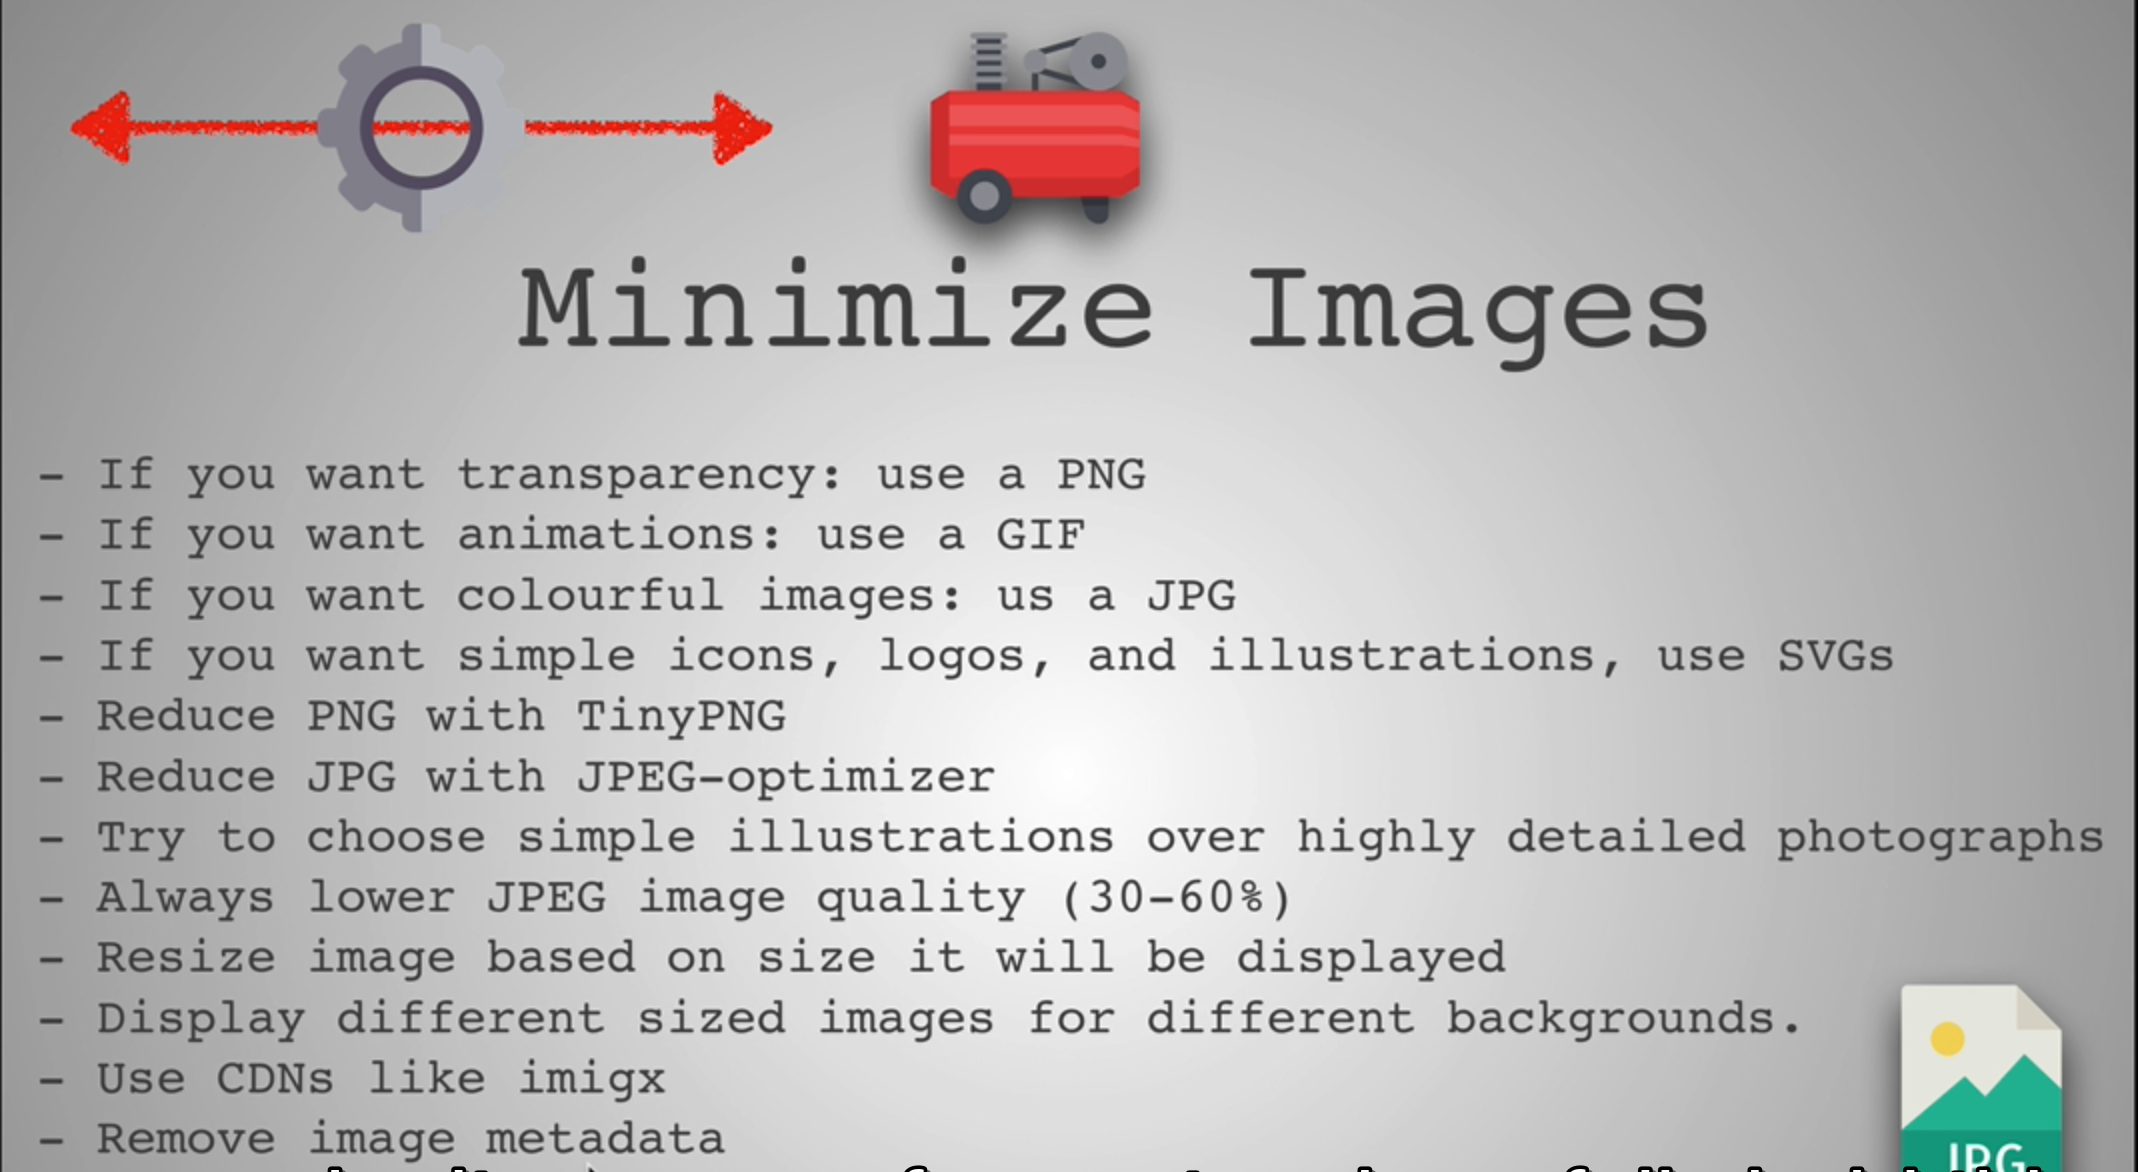 Minimize Images
- If you want transparency: use a PNG
- If you want animations: use a GIF
- If you want colourful images: us a JPG
- If you want simple icons, logos, and illustrations, use SVGs
- Reduce PNG with TinyPNG
- Reduce JPG with JPEG-optimizer
- Try to choose simple illustrations over highly detailed photographs
- Always lower JPEG image quality (30-60%)
- Resize image based on size it will be displayed
- Display different sized images for different backgrounds.
- Use CDNs like imigx
- Remove image metadata
JPG